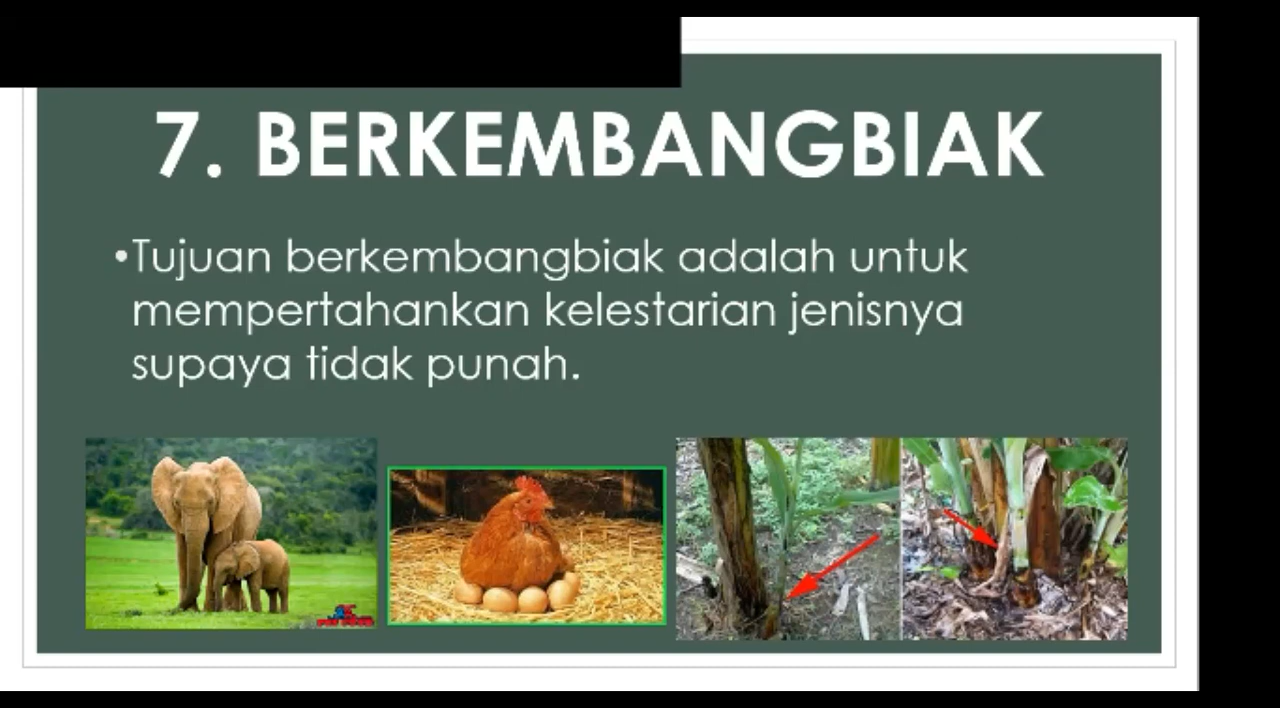 7. BERKEMBANGBIAK
•Tujuan berkembangbiak adalah untuk
mempertahankan kelestarian jenisnya
supaya tidak punah.